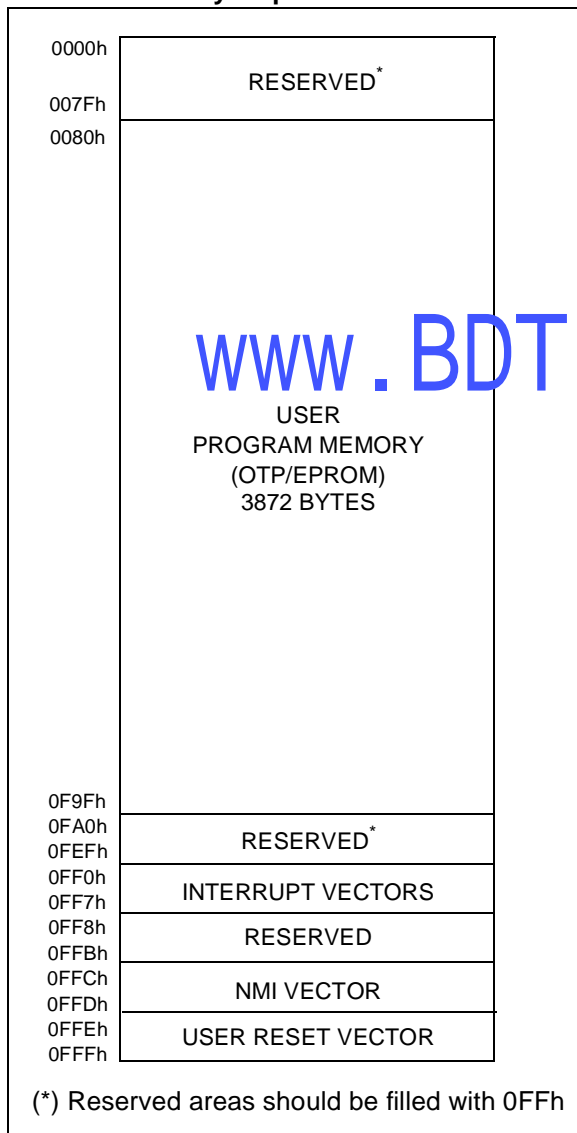 0000h
RESERVED*
007Fh
0080h
www.BDT
USER
PROGRAM MEMORY
(OTP/EPROM)
3872 BYTES
0F9Fh
0FA0h
RESERVED*
0FEFh
0FF0h
INTERRUPT VECTORS
0FF7h
0FF8h
RESERVED
0FFBh
0FFCh
NMI VECTOR
0FFDh
0FFEh
USER RESET VECTOR
0FFFh
(*) Reserved areas should be filled with 0FFh